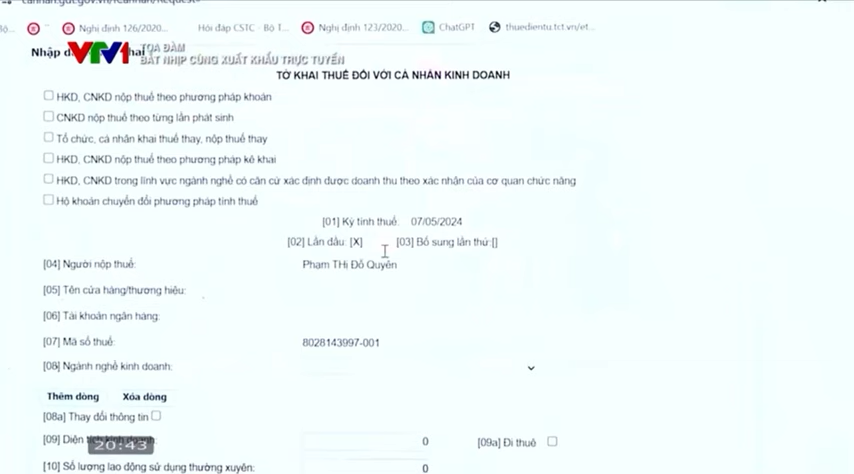 Nghị định 126/2020... Hỏi đáp CSTC - Bộ T... Nghị định 123/2020... ChatGPT thuedientu.tct.vn/et...
VTV1
TỌA ĐÀM
BẮT NHỊP CÙNG XUẤT KHẨU TRỰC TUYẾN
TỜ KHAI THUẾ ĐỐI VỚI CÁ NHÂN KINH DOANH
HKD, CNKD nộp thuế theo phương pháp khoán
CNKD nộp thuế theo từng lần phát sinh
Tổ chức, cá nhân khai thuế thay, nộp thuế thay
HKD, CNKD nộp thuế theo phương pháp kê khai
HKD, CNKD trong lĩnh vực ngành nghề có căn cứ xác định được doanh thu theo xác nhận của cơ quan chức năng
Hộ khoán chuyển đổi phương pháp tính thuế
[01] Kỳ tính thuế: 07/05/2024
[02] Lần đầu: [X] [03] Bổ sung lần thứ:[]
[04] Người nộp thuế: Phạm THị Đỗ Quyên
[05] Tên cửa hàng/thương hiệu:
[06] Tài khoản ngân hàng:
[07] Mã số thuế: 8028143997-001
[08] Ngành nghề kinh doanh:
Thêm dòng Xóa dòng
[08a] Thay đổi thông tin
[09] Diện tích kinh doanh: 0 [09a] Đi thuê
20:43
[10] Số lượng lao động sử dụng thường xuyên: 0